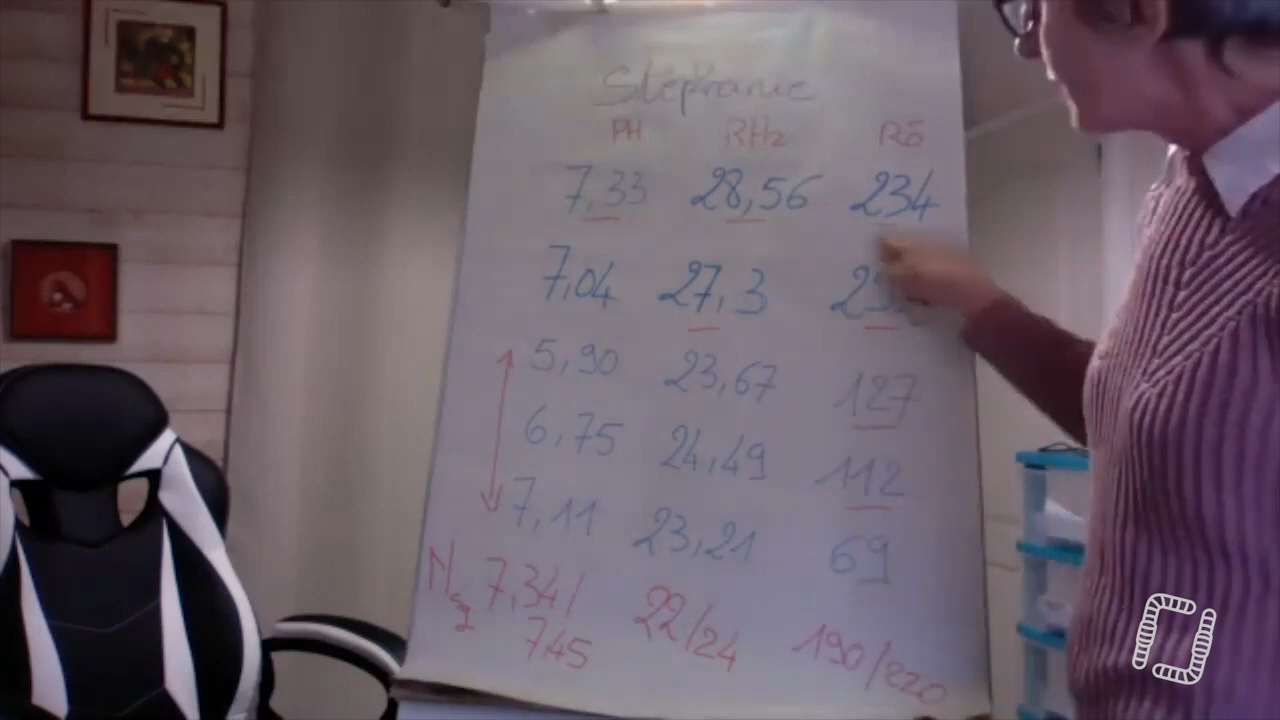 Stéphanie
PH RH2 Rō
7,33 28,56 234
7,04 27,3
5,90 23,67 127
6,75 24,49 112
7,11 23,21 69
N 7,34/ 22/24 190/220
7,45